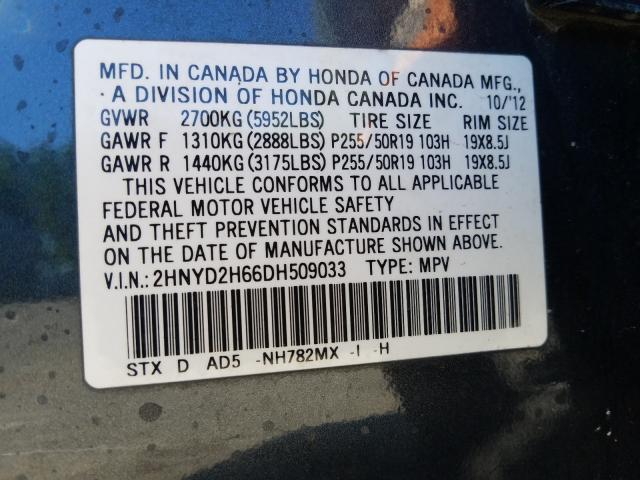 MFD. IN CANADA BY HONDA OF CANADA MFG.,
A DIVISION OF HONDA CANADA INC. 10/'12
GVWR 2700KG (5952LBS) TIRE SIZE RIM SIZE
GAWR F 1310KG (2888LBS) P255/50R19 103H 19X8.5J
GAWR R 1440KG (3175LBS) P255/50R19 103H 19X8.5J
THIS VEHICLE CONFORMS TO ALL APPLICABLE
FEDERAL MOTOR VEHICLE SAFETY
AND THEFT PREVENTION STANDARDS IN EFFECT
ON THE DATE OF MANUFACTURE SHOWN ABOVE.
V.I.N.: 2HNYD2H66DH509033 TYPE: MPV
STX D AD5 -NH782MX -I -H